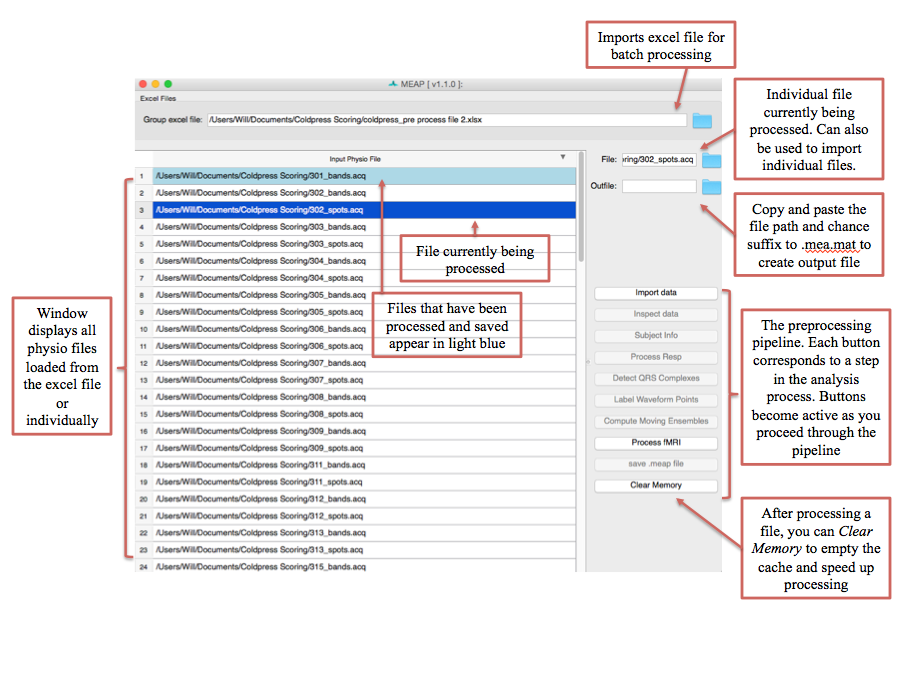 Imports excel file for
batch processing
MEAP [ v1.1.0 ]:
Excel Files
Group excel file: /Users/Will/Documents/Coldpress Scoring/coldpress_pre process file 2.xlsx
Individual file
currently being
processed. Can also
be used to import
individual files.
Input Physio File
File: ring/302_spots.acq
Outfile:
Copy and paste the
file path and chance
suffix to .mea.mat to
create output file
1 /Users/Will/Documents/Coldpress Scoring/301_bands.acq
2 /Users/Will/Documents/Coldpress Scoring/302_bands.acq
3 /Users/Will/Documents/Coldpress Scoring/302_spots.acq
4 /Users/Will/Documents/Coldpress Scoring/303_bands.acq
5 /Users/Will/Documents/Coldpress Scoring/303_spots.acq
6 /Users/Will/Documents/Coldpress Scoring/304_bands.acq
7 /Users/Will/Documents/Coldpress Scoring/304_spots.acq
8 /Users/Will/Documents/Coldpress Scoring/305_bands.acq
9 /Users/Will/Documents/Coldpress Scoring/305_spots.acq
10 /Users/Will/Documents/Coldpress Scoring/306_bands.acq
11 /Users/Will/Documents/Coldpress Scoring/306_spots.acq
12 /Users/Will/Documents/Coldpress Scoring/307_bands.acq
13 /Users/Will/Documents/Coldpress Scoring/307_spots.acq
14 /Users/Will/Documents/Coldpress Scoring/308_bands.acq
15 /Users/Will/Documents/Coldpress Scoring/308_spots.acq
16 /Users/Will/Documents/Coldpress Scoring/309_bands.acq
17 /Users/Will/Documents/Coldpress Scoring/309_spots.acq
18 /Users/Will/Documents/Coldpress Scoring/311_bands.acq
19 /Users/Will/Documents/Coldpress Scoring/311_spots.acq
20 /Users/Will/Documents/Coldpress Scoring/312_bands.acq
21 /Users/Will/Documents/Coldpress Scoring/312_spots.acq
22 /Users/Will/Documents/Coldpress Scoring/313_bands.acq
23 /Users/Will/Documents/Coldpress Scoring/313_spots.acq
24 /Users/Will/Documents/Coldpress Scoring/315_bands.acq
File currently being
processed
Files that have been
processed and saved
appear in light blue
Window
displays all
physio files
loaded from
the excel file
or
individually
Import data
Inspect data
Subject Info
Process Resp
Detect QRS Complexes
Label Waveform Points
Compute Moving Ensembles
Process fMRI
save .meap file
Clear Memory
The preprocessing
pipeline. Each button
corresponds to a step
in the analysis
process. Buttons
become active as you
proceed through the
pipeline
After processing a
file, you can Clear
Memory to empty the
cache and speed up
processing